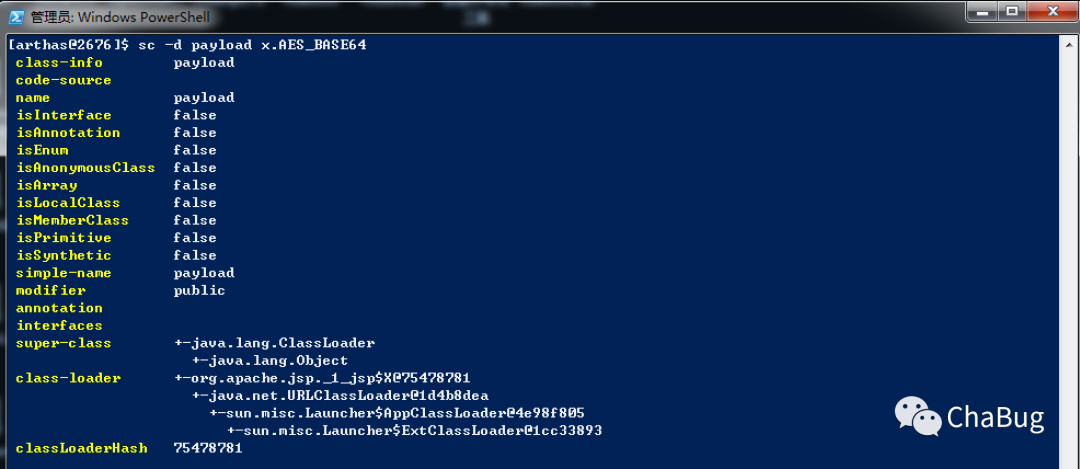 管理员: Windows PowerShell
[arthas@2676]$ sc -d payload x.AES_BASE64
class-info payload
code-source
name payload
isInterface false
isAnnotation false
isEnum false
isAnonymousClass false
isArray false
isLocalClass false
isMemberClass false
isPrimitive false
isSynthetic false
simple-name payload
modifier public
annotation
interfaces
super-class +-java.lang.ClassLoader
+-java.lang.Object
class-loader +-org.apache.jsp._1_jsp$X@75478781
+-java.net.URLClassLoader@1d4b8dea
+-sun.misc.Launcher$AppClassLoader@4e98f805
+-sun.misc.Launcher$ExtClassLoader@1cc33893
classLoaderHash 75478781
ChaBug